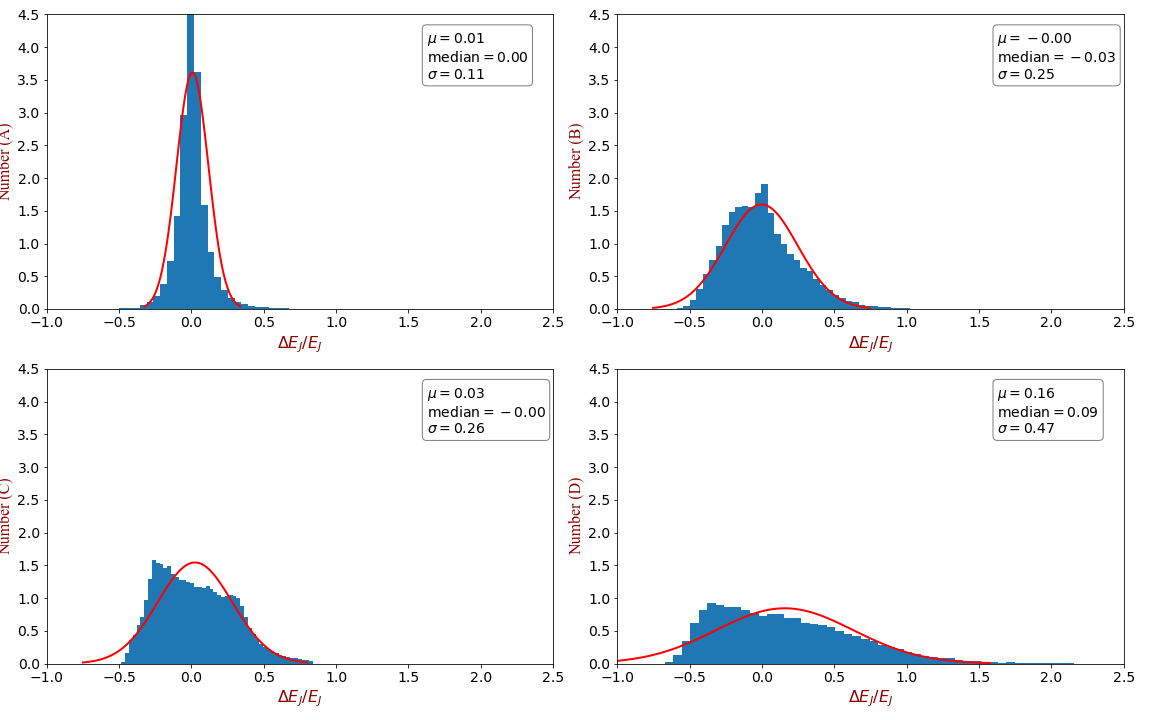 4.5
4.0
3.5
3.0
2.5
2.0
1.5
1.0
0.5
0.0
−1.0 −0.5 0.0 0.5 1.0 1.5 2.0 2.5
Number (A)
ΔE_J/E_J
μ = 0.01
median = 0.00
σ = 0.11
4.5
4.0
3.5
3.0
2.5
2.0
1.5
1.0
0.5
0.0
−1.0 −0.5 0.0 0.5 1.0 1.5 2.0 2.5
Number (B)
ΔE_J/E_J
μ = −0.00
median = −0.03
σ = 0.25
4.5
4.0
3.5
3.0
2.5
2.0
1.5
1.0
0.5
0.0
−1.0 −0.5 0.0 0.5 1.0 1.5 2.0 2.5
Number (C)
ΔE_J/E_J
μ = 0.03
median = −0.00
σ = 0.26
4.5
4.0
3.5
3.0
2.5
2.0
1.5
1.0
0.5
0.0
−1.0 −0.5 0.0 0.5 1.0 1.5 2.0 2.5
Number (D)
ΔE_J/E_J
μ = 0.16
median = 0.09
σ = 0.47